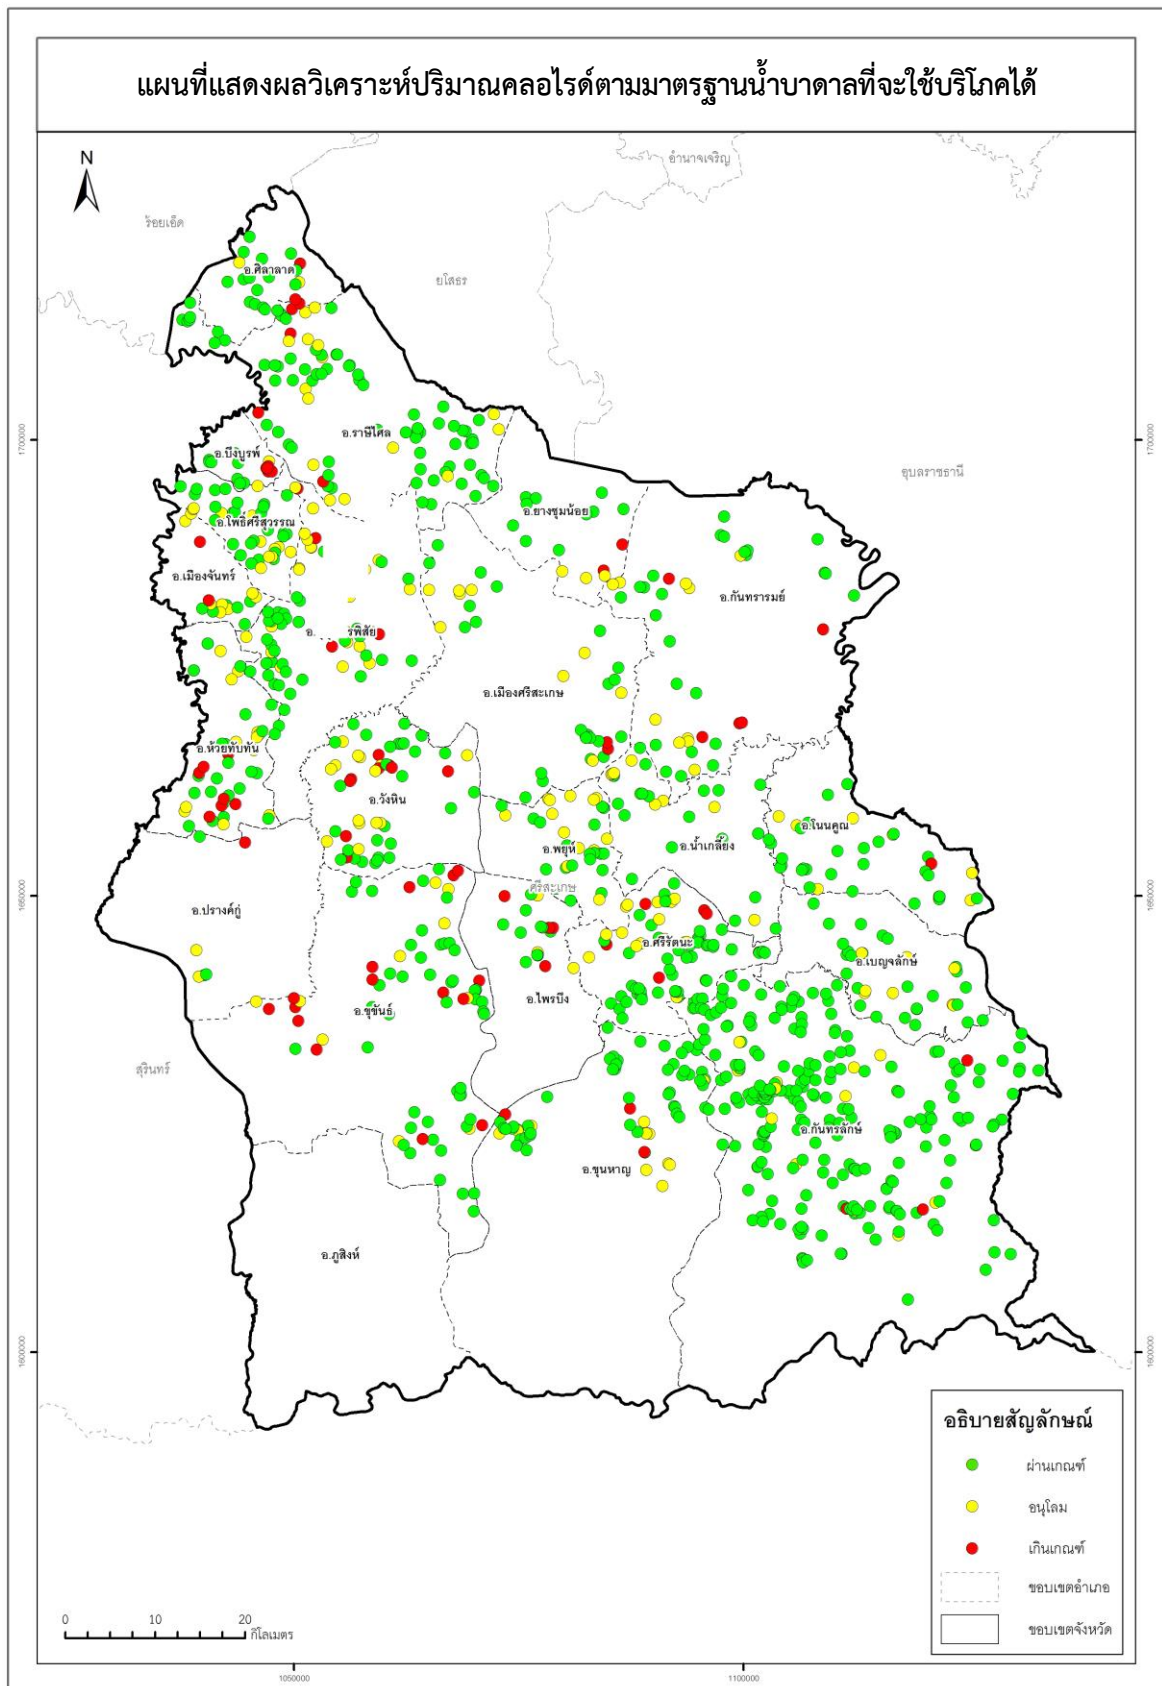 แผนที่แสดงผลวิเคราะห์ปริมาณคลอไรด์ตามมาตรฐานน้ำบาดาลที่จะใช้บริโภคได้
N
อำนาจเจริญ
ร้อยเอ็ด
อ.ศิลาลาด
ยโสธร
1700000
อ.ราษีไศล
1700000
อ.บึงบูรพ์
อุบลราชธานี
อ.ยางชุมน้อย
อ.โพธิ์ศรีสุวรรณ
อ.เมืองจันทร์
อ.กันทรารมย์
อ.
รพิสัย
อ.เมืองศรีสะเกษ
อ.ห้วยทับทัน
อ.วังหิน
อ.โนนคูณ
อ.พยุห์
อ.น้ำเกลี้ยง
ศรีสะเกษ
1650000
1650000
อ.ปรางค์กู่
อ.ศรีรัตนะ
อ.เบญจลักษ์
อ.ไพรบึง
อ.ขุขันธ์
สุรินทร์
อ.กันทรลักษ์
อ.ขุนหาญ
อ.ภูสิงห์
1600000
1600000
อธิบายสัญลักษณ์
ผ่านเกณฑ์
อนุโลม
เกินเกณฑ์
ขอบเขตอำเภอ
ขอบเขตจังหวัด
0 10 20
กิโลเมตร
1050000
1100000